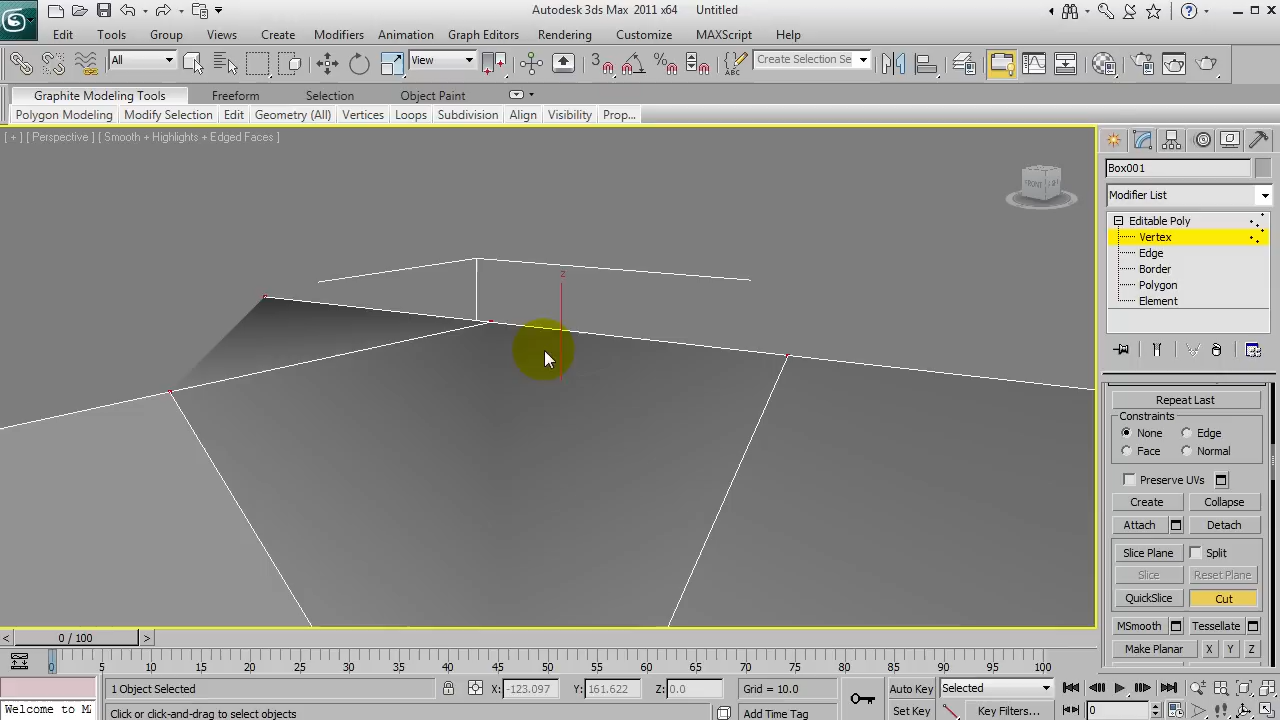 Autodesk 3ds Max 2011 x64 Untitled
Edit Tools Group Views Create Modifiers Animation Graph Editors Rendering Customize MAXScript Help
All View 3 % ABC Create Selection Se
Graphite Modeling Tools Freeform Selection Object Paint
Polygon Modeling Modify Selection Edit Geometry (All) Vertices Loops Subdivision Align Visibility Prop...
[ + ] [ Perspective ] [ Smooth + Highlights + Edged Faces ]
FRONT
z
Box001
Modifier List
Editable Poly
Vertex
Edge
Border
Polygon
Element
Repeat Last
Constraints
None Edge
Face Normal
Preserve UVs
Create Collapse
Attach Detach
Slice Plane Split
Slice Reset Plane
QuickSlice Cut
MSmooth Tessellate
Make Planar X Y Z
< 0 / 100 >
0 5 10 15 20 25 30 35 40 45 50 55 60 65 70 75 80 85 90 95 100
1 Object Selected X: -123.097 Y: 161.622 Z: 0.0 Grid = 10.0 Auto Key Selected
Welcome to MA Click or click-and-drag to select objects Add Time Tag Set Key Key Filters... 0